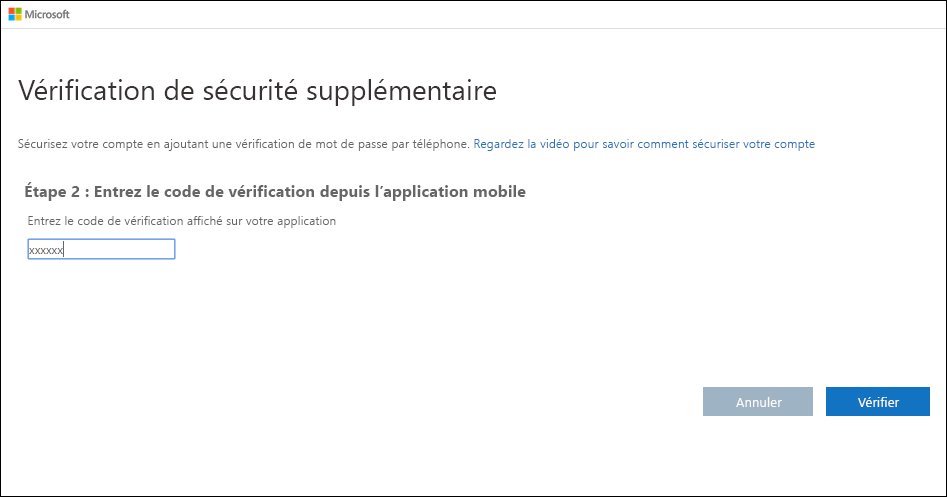 Microsoft
Vérification de sécurité supplémentaire
Sécurisez votre compte en ajoutant une vérification de mot de passe par téléphone. Regardez la vidéo pour savoir comment sécuriser votre compte
Étape 2 : Entrez le code de vérification depuis l’application mobile
Entrez le code de vérification affiché sur votre application
xxxxxx
Annuler Vérifier